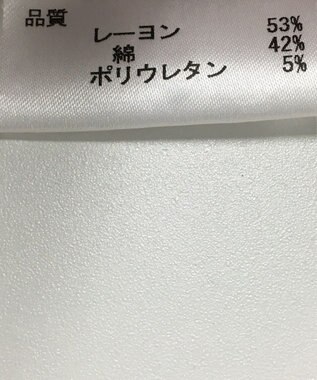 品質
レーヨン 53%
綿 42%
ポリウレタン 5%